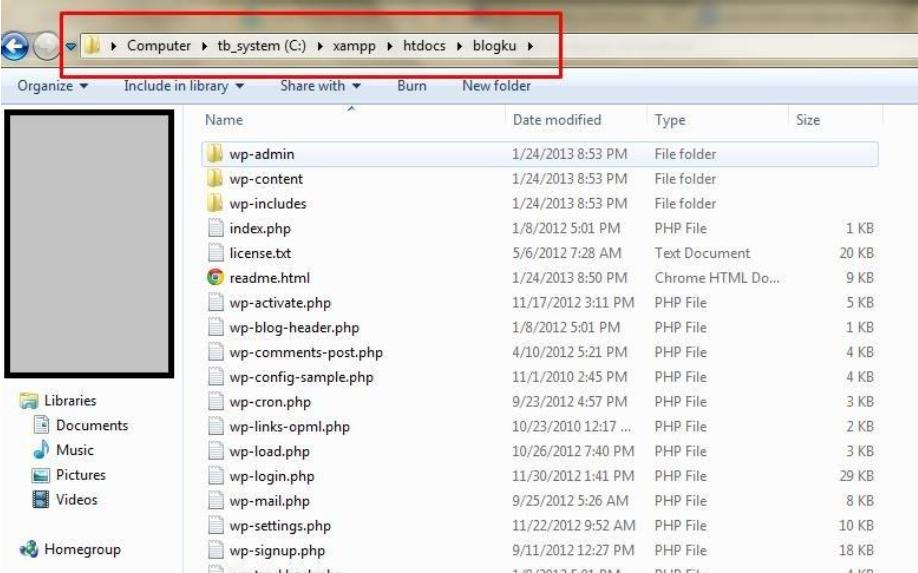 Computer ▸ tb_system (C:) ▸ xampp ▸ htdocs ▸ blogku ▸
Organize ▾ Include in library ▾ Share with ▾ Burn New folder
Name Date modified Type Size
wp-admin 1/24/2013 8:53 PM File folder
wp-content 1/24/2013 8:53 PM File folder
wp-includes 1/24/2013 8:53 PM File folder
index.php 1/8/2012 5:01 PM PHP File 1 KB
license.txt 5/6/2012 7:28 AM Text Document 20 KB
readme.html 1/24/2013 8:50 PM Chrome HTML Do... 9 KB
wp-activate.php 11/17/2012 3:11 PM PHP File 5 KB
wp-blog-header.php 1/8/2012 5:01 PM PHP File 1 KB
wp-comments-post.php 4/10/2012 5:21 PM PHP File 4 KB
wp-config-sample.php 11/1/2010 2:45 PM PHP File 4 KB
wp-cron.php 9/23/2012 4:57 PM PHP File 3 KB
wp-links-opml.php 10/23/2010 12:17 ... PHP File 2 KB
wp-load.php 10/26/2012 7:40 PM PHP File 3 KB
wp-login.php 11/30/2012 1:41 PM PHP File 29 KB
wp-mail.php 9/25/2012 5:26 AM PHP File 8 KB
wp-settings.php 11/22/2012 9:52 AM PHP File 10 KB
wp-signup.php 9/11/2012 12:27 PM PHP File 18 KB
Libraries
Documents
Music
Pictures
Videos
Homegroup